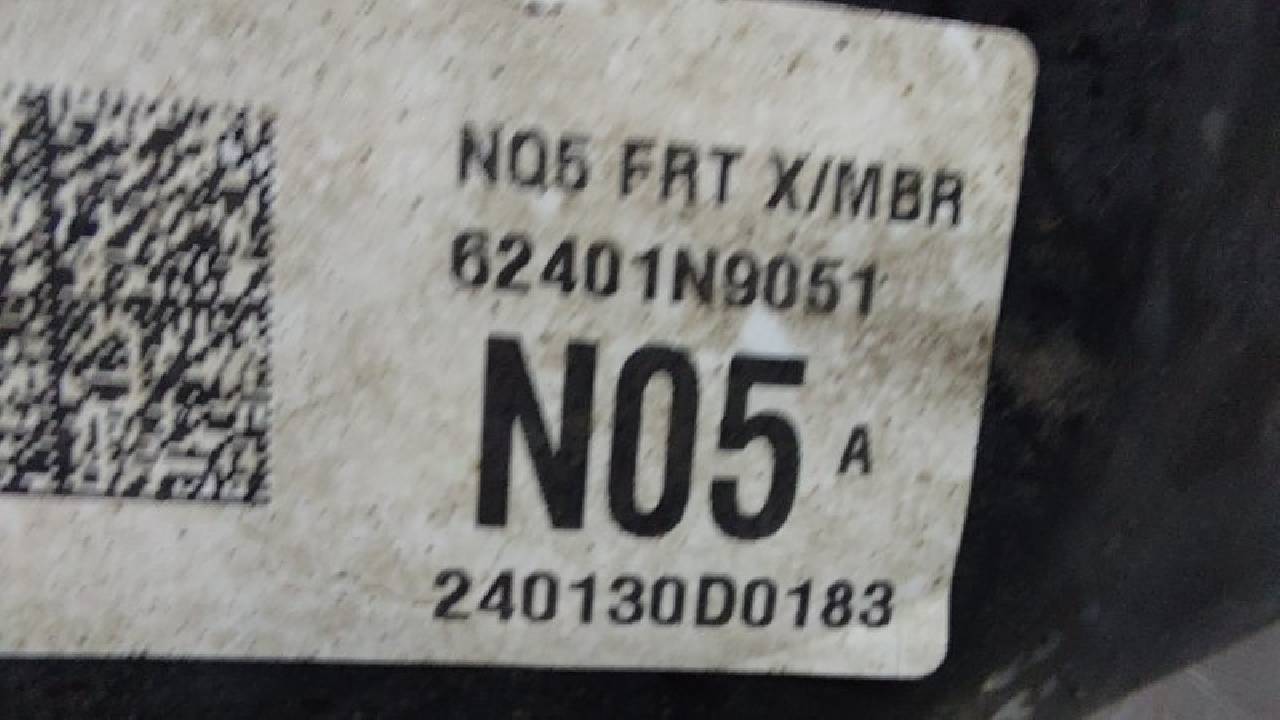 NQ5 FRT X/MBR
62401N9051
N05 A
240130D0183